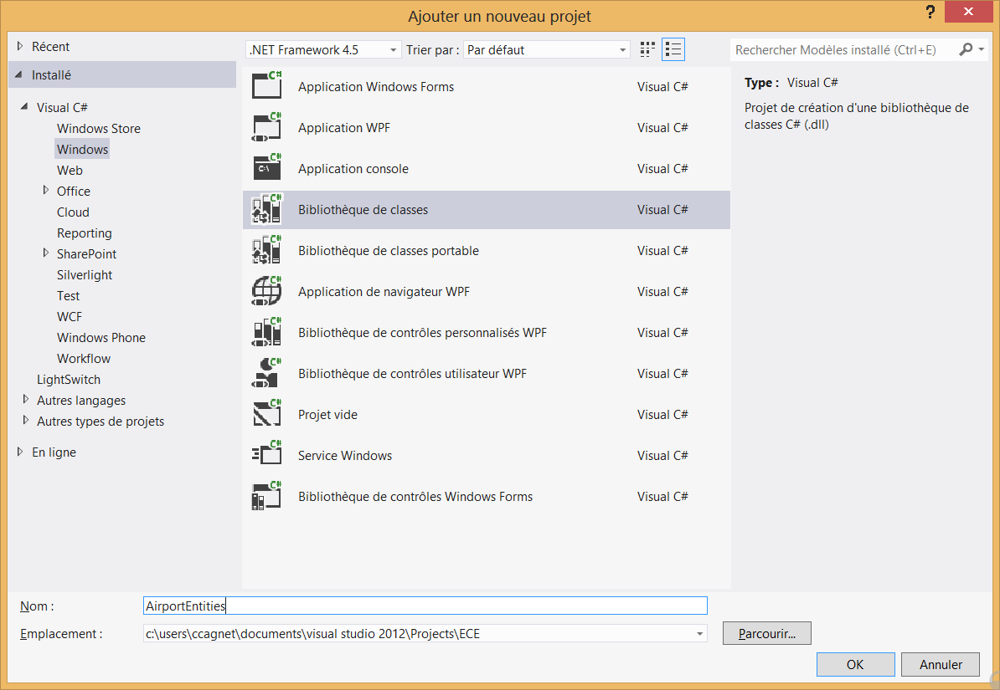 Ajouter un nouveau projet
?
Récent
Installé
Visual C#
Windows Store
Windows
Web
Office
Cloud
Reporting
SharePoint
Silverlight
Test
WCF
Windows Phone
Workflow
LightSwitch
Autres langages
Autres types de projets
En ligne
.NET Framework 4.5 Trier par : Par défaut
C# Application Windows Forms Visual C#
C# Application WPF Visual C#
C# C:\ Application console Visual C#
C# Bibliothèque de classes Visual C#
C# Bibliothèque de classes portable Visual C#
C# Application de navigateur WPF Visual C#
C# Bibliothèque de contrôles personnalisés WPF Visual C#
C# Bibliothèque de contrôles utilisateur WPF Visual C#
C# Projet vide Visual C#
C# Service Windows Visual C#
C# Bibliothèque de contrôles Windows Forms Visual C#
Rechercher Modèles installé (Ctrl+E)
Type : Visual C#
Projet de création d'une bibliothèque de
classes C# (.dll)
Nom : AirportEntities
Emplacement : c:\users\ccagnet\documents\visual studio 2012\Projects\ECE Parcourir...
OK Annuler